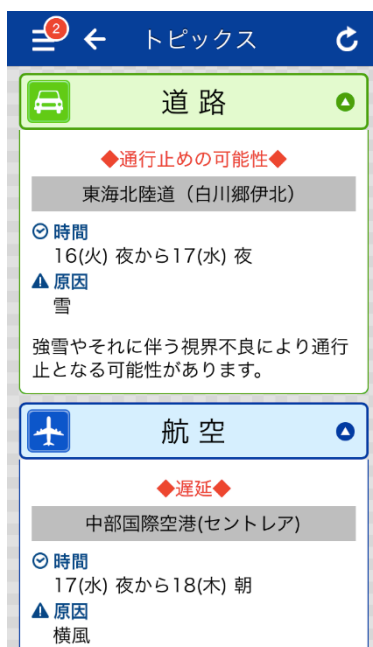 2
トピックス
道路
◆通行止めの可能性◆
東海北陸道（白川郷伊北）
時間
16(火) 夜から17(水) 夜
原因
雪
強雪やそれに伴う視界不良により通行
止となる可能性があります。
航空
◆遅延◆
中部国際空港(セントレア)
時間
17(水) 夜から18(木) 朝
原因
横風